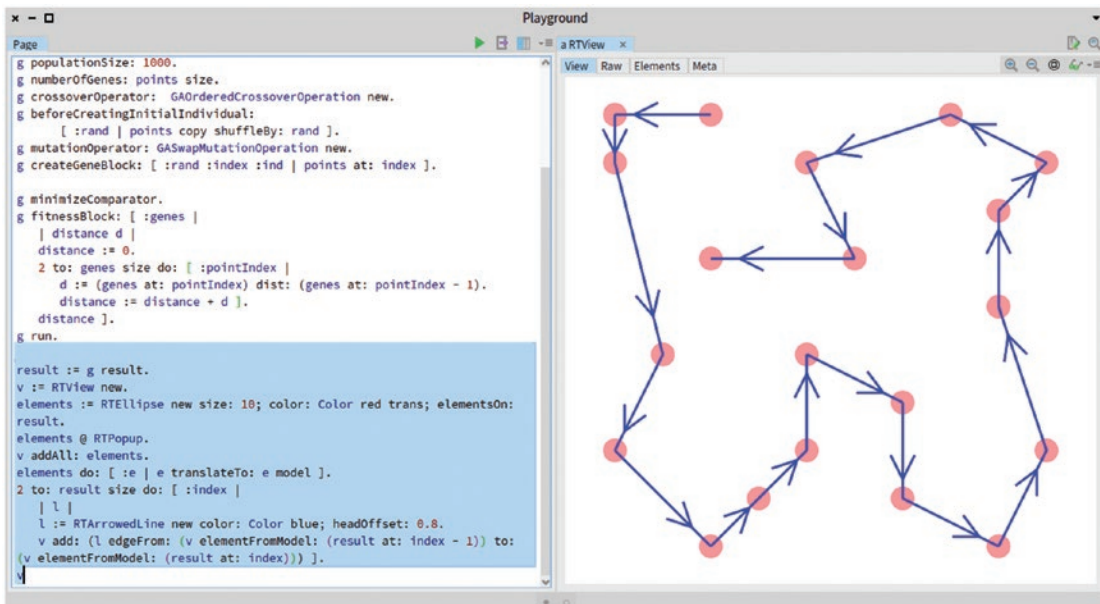 Playground
Page
a RTView ×
View Raw Elements Meta
g populationSize: 1000.
g numberOfGenes: points size.
g crossoverOperator: GAOrderedCrossoverOperation new.
g beforeCreatingInitialIndividual:
[ :rand | points copy shuffleBy: rand ].
g mutationOperator: GASwapMutationOperation new.
g createGeneBlock: [ :rand :index :ind | points at: index ].
g minimizeComparator.
g fitnessBlock: [ :genes |
| distance d |
distance := 0.
2 to: genes size do: [ :pointIndex |
d := (genes at: pointIndex) dist: (genes at: pointIndex - 1).
distance := distance + d ].
distance ].
g run.
result := g result.
v := RTView new.
elements := RTEllipse new size: 10; color: Color red trans; elementsOn:
result.
elements @ RTPopup.
v addAll: elements.
elements do: [ :e | e translateTo: e model ].
2 to: result size do: [ :index |
| l |
l := RTArrowedLine new color: Color blue; headOffset: 0.8.
v add: (l edgeFrom: (v elementFromModel: (result at: index - 1)) to:
(v elementFromModel: (result at: index))) ].
v